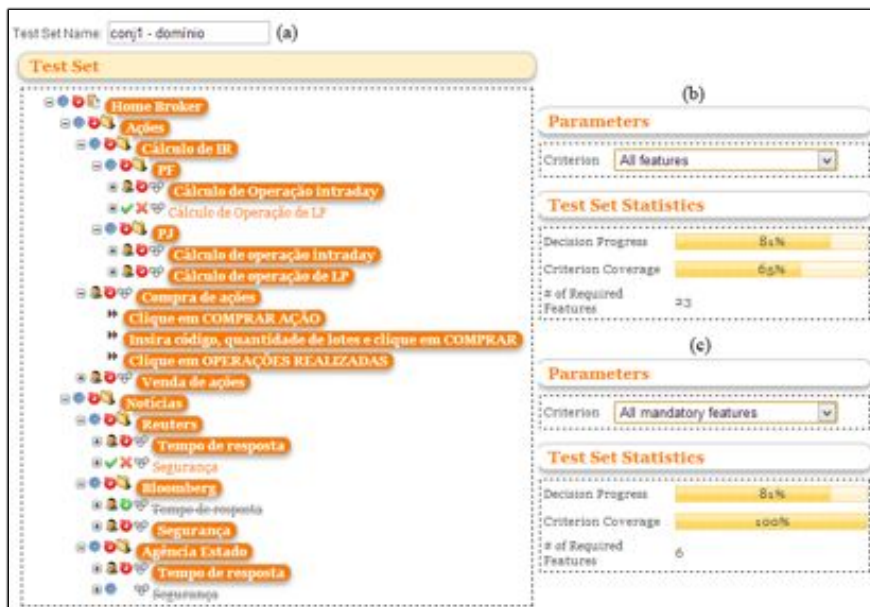 Test Set Name: conj1 - domínio
(a)
Test Set
Home Broker
Ações
Cálculo de IR
PF
Cálculo de Operação intraday
Cálculo de Operação de LP
PJ
Cálculo de operação intraday
Cálculo de operação de LP
Compra de ações
Clique em COMPRAR AÇÃO
Insira código, quantidade de lotes e clique em COMPRAR
Clique em OPERAÇÕES REALIZADAS
Venda de ações
Notícias
Reuters
Tempo de resposta
Segurança
Bloomberg
Tempo de resposta
Segurança
Agência Estado
Tempo de resposta
Segurança
(b)
Parameters
Criterion All features
Test Set Statistics
Decision Progress 81%
Criterion Coverage 65%
# of Required
Features 23
(c)
Parameters
Criterion All mandatory features
Test Set Statistics
Decision Progress 81%
Criterion Coverage 100%
# of Required
Features 6